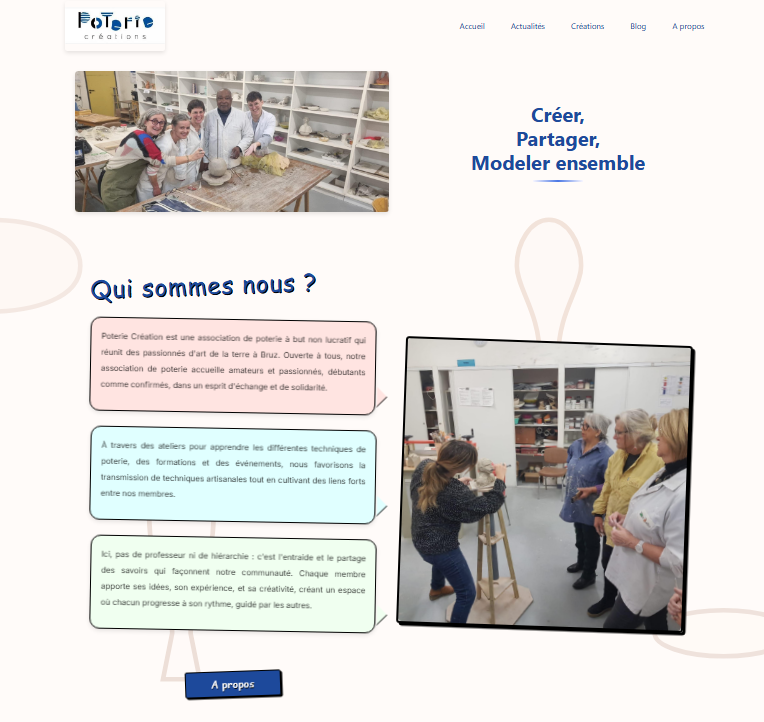 PoTerie
créations
Accueil Actualités Créations Blog A propos
Créer,
Partager,
Modeler ensemble
Qui sommes nous ?
Poterie Création est une association de poterie à but non lucratif qui
réunit des passionnés d'art de la terre à Bruz. Ouverte à tous, notre
association de poterie accueille amateurs et passionnés, débutants
comme confirmés, dans un esprit d'échange et de solidarité.
À travers des ateliers pour apprendre les différentes techniques de
poterie, des formations et des événements, nous favorisons la
transmission de techniques artisanales tout en cultivant des liens forts
entre nos membres.
Ici, pas de professeur ni de hiérarchie : c'est l'entraide et le partage
des savoirs qui façonnent notre communauté. Chaque membre
apporte ses idées, son expérience, et sa créativité, créant un espace
où chacun progresse à son rythme, guidé par les autres.
A propos